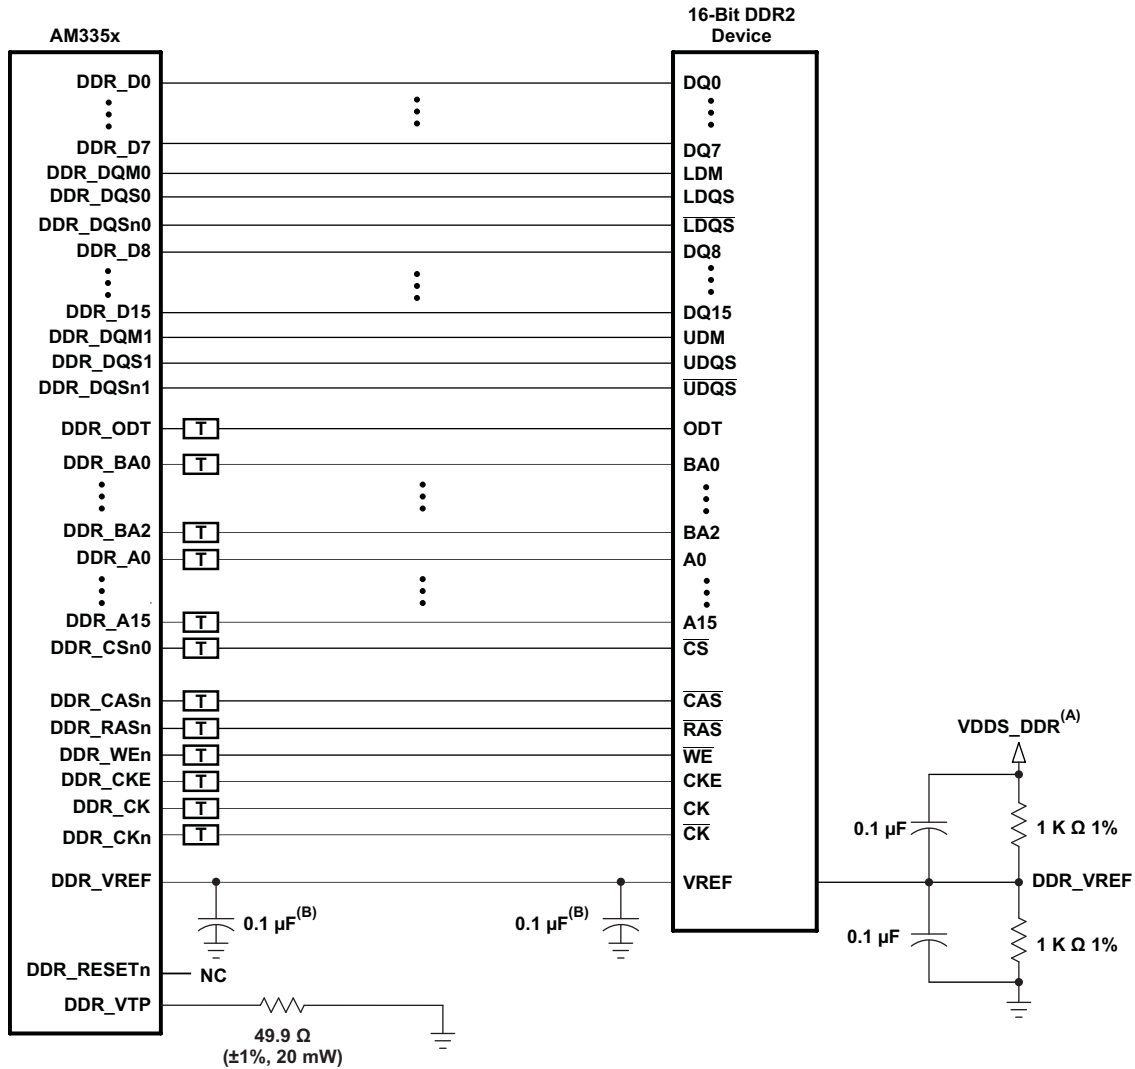 AM335x
16-Bit DDR2
Device
DDR_D0
DQ0
DDR_D7
DQ7
DDR_DQM0
LDM
DDR_DQS0
LDQS
DDR_DQSn0
LDQS
DDR_D8
DQ8
DDR_D15
DQ15
DDR_DQM1
UDM
DDR_DQS1
UDQS
DDR_DQSn1
UDQS
DDR_ODT T ODT
DDR_BA0 T BA0
DDR_BA2 T BA2
DDR_A0 T A0
DDR_A15 T A15
DDR_CSn0 T CS
DDR_CASn T CAS
DDR_RASn T RAS
DDR_WEn T WE
DDR_CKE T CKE
DDR_CK T CK
DDR_CKn T CK
DDR_VREF
VREF
0.1 µF(B)
0.1 µF(B)
VDDS_DDR(A)
0.1 µF
1 K Ω 1%
DDR_VREF
0.1 µF
1 K Ω 1%
DDR_RESETn
NC
DDR_VTP
49.9 Ω
(±1%, 20 mW)